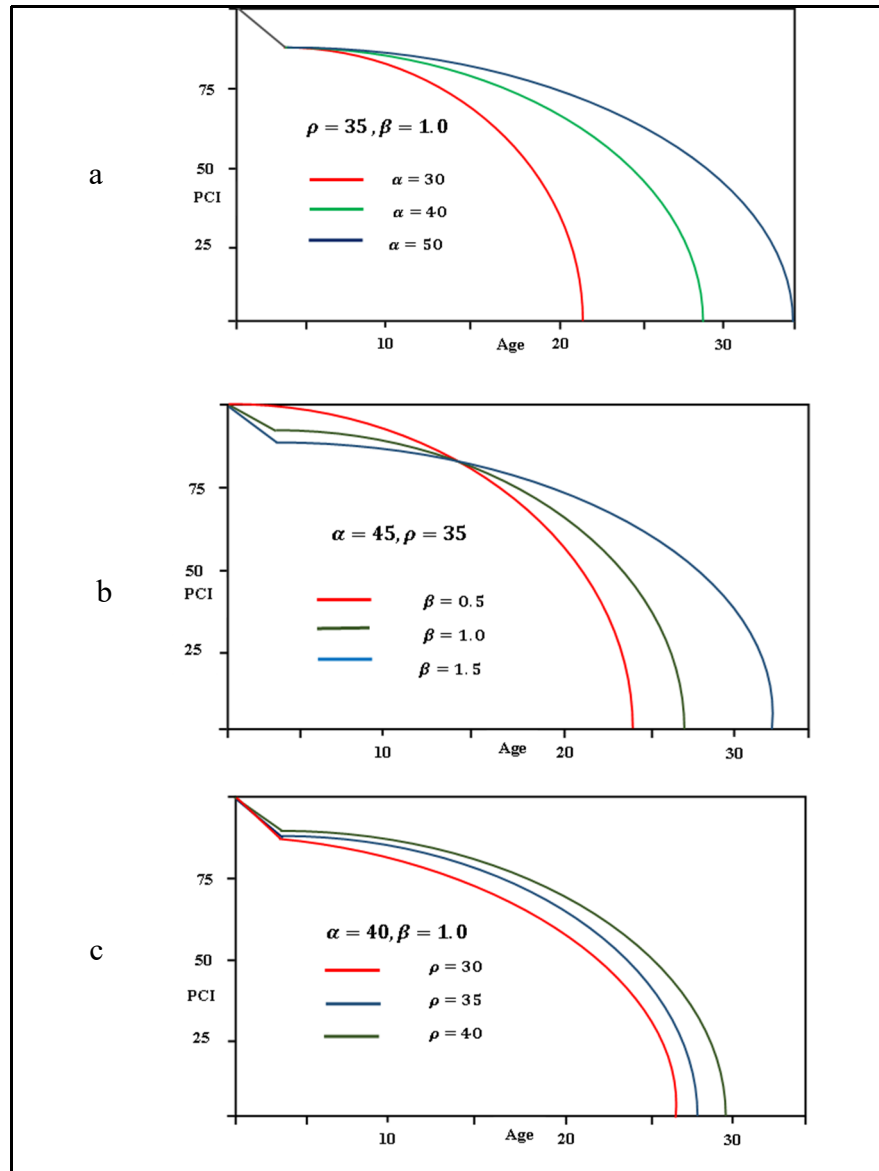 75
ρ = 35 , β = 1.0
a
50
PCI
α = 30
α = 40
25
α = 50
10
Age
20
30
75
α = 45, ρ = 35
b
50
PCI
β = 0.5
β = 1.0
25
β = 1.5
10
Age
20
30
75
α = 40, β = 1.0
c
50
PCI
ρ = 30
ρ = 35
25
ρ = 40
10
Age
20
30